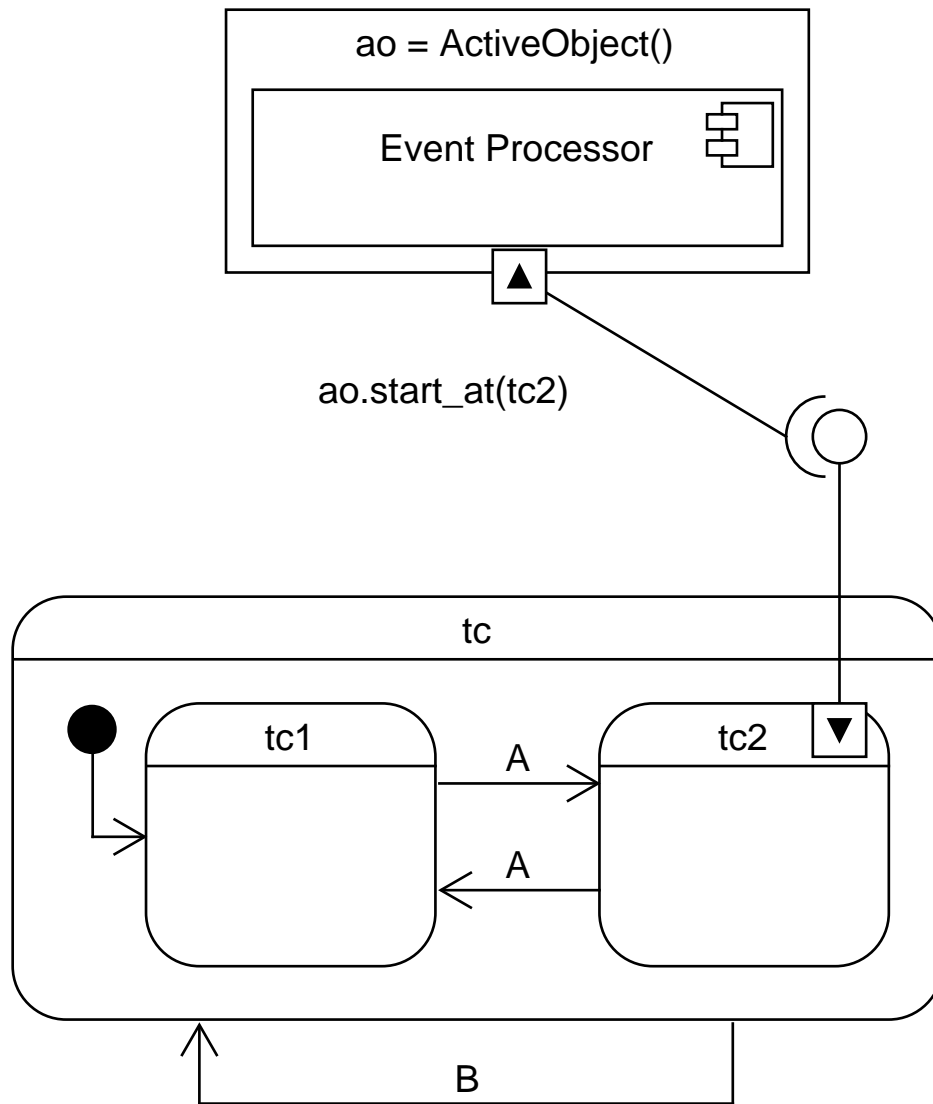 ao = ActiveObject()
Event Processor
ao.start_at(tc2)
tc
tc1
tc2
A
A
B